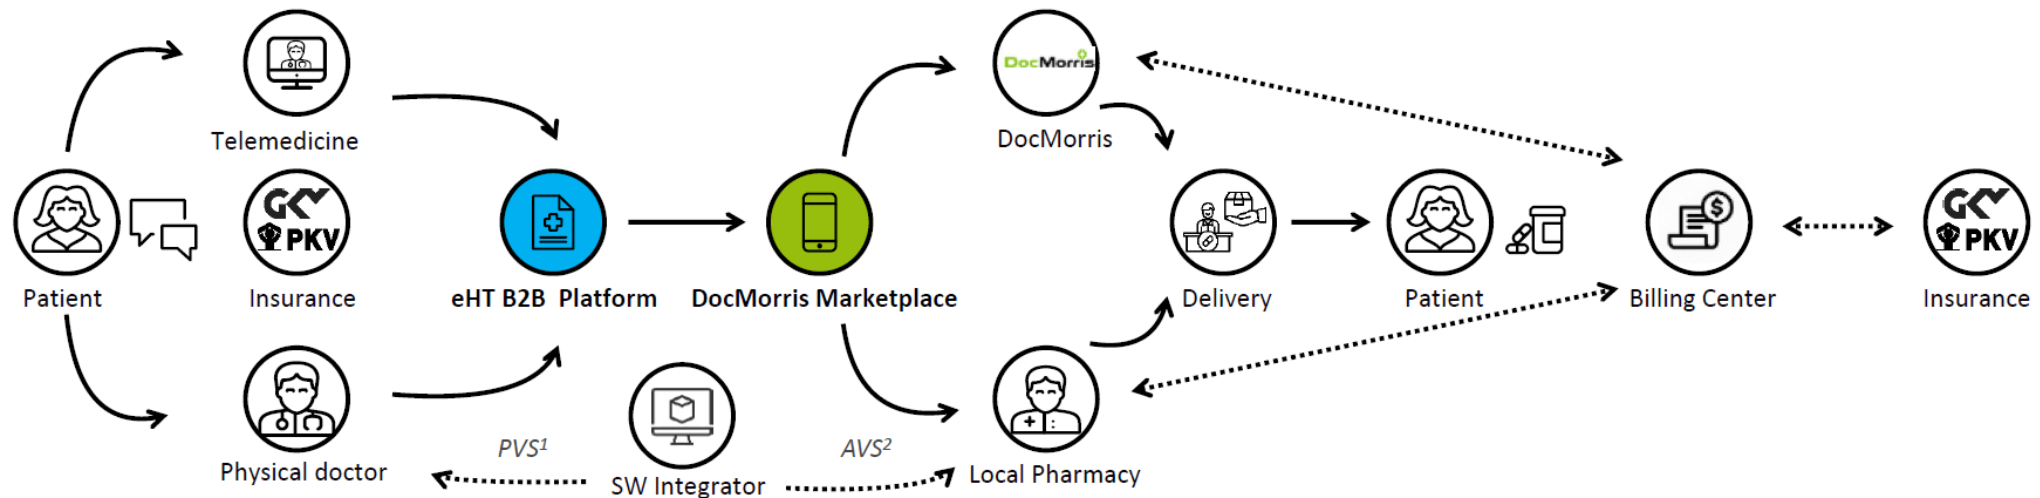 DocMorris
Telemedicine
DocMorris
GKV
PKV
$
GKV
PKV
Patient
Insurance
eHT B2B Platform
DocMorris Marketplace
Delivery
Patient
Billing Center
Insurance
PVS¹
AVS²
Physical doctor
SW Integrator
Local Pharmacy